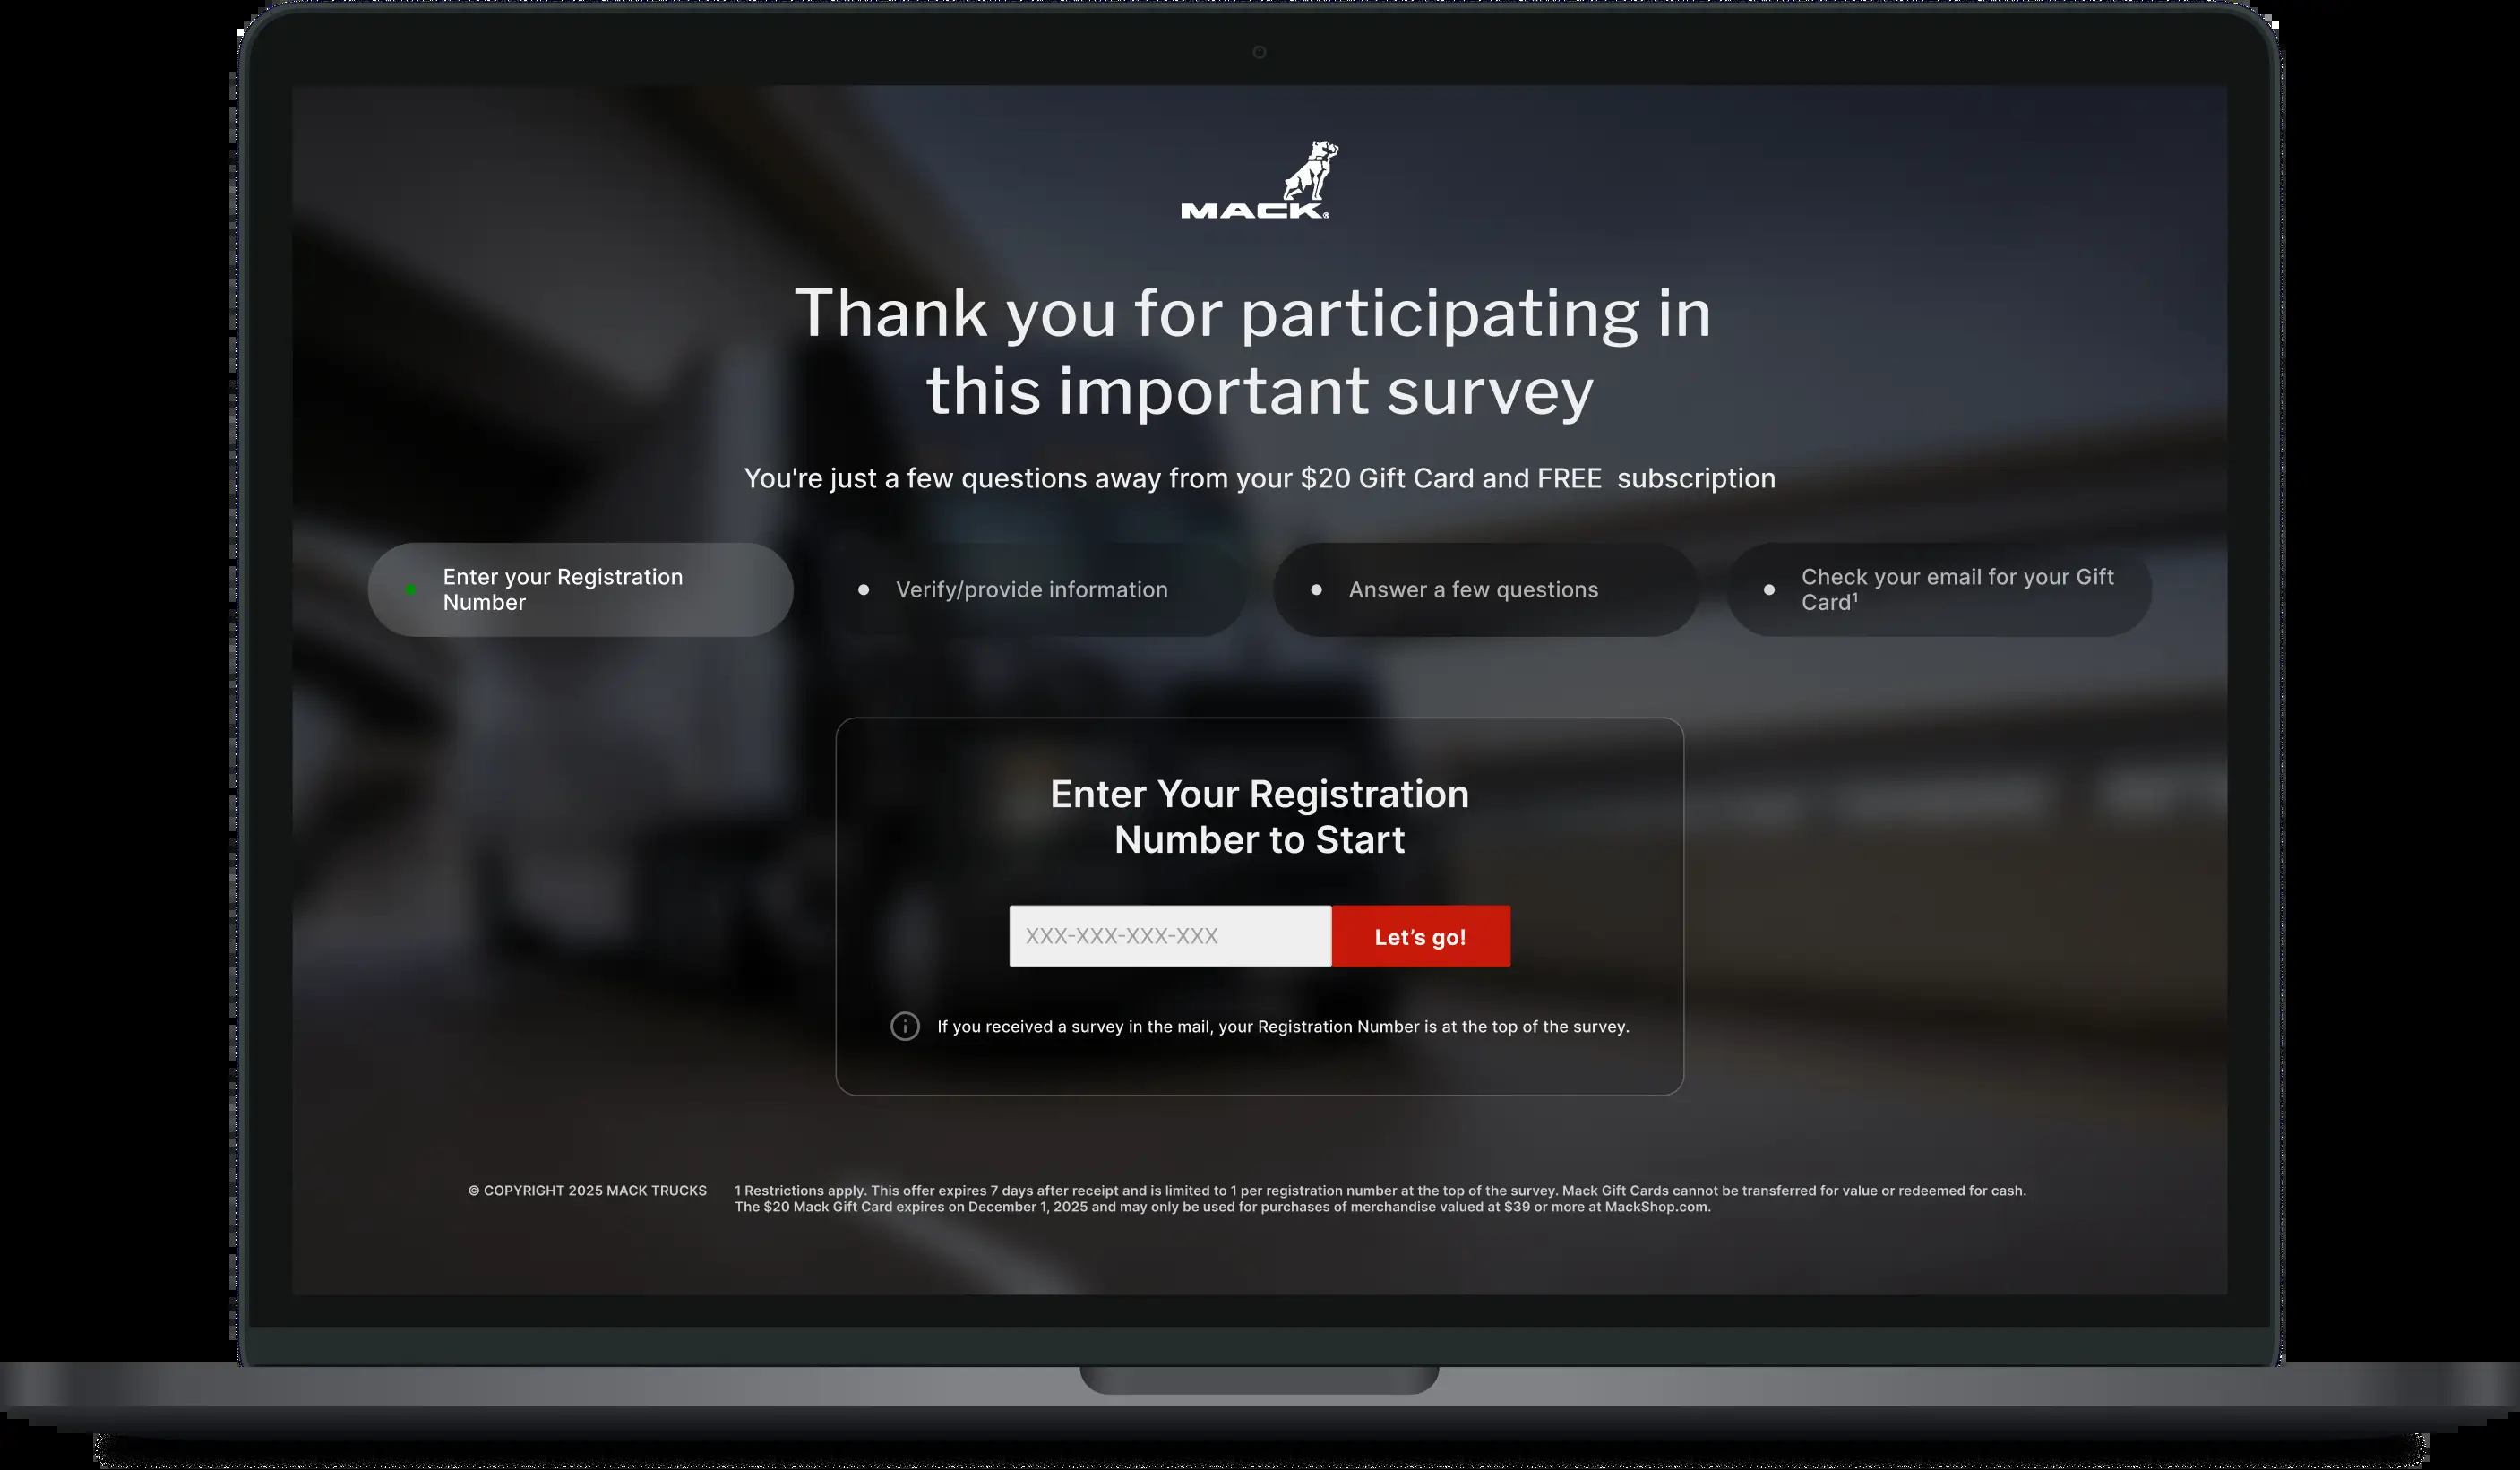 MACK®
Thank you for participating in
this important survey
You're just a few questions away from your $20 Gift Card and FREE  subscription
Enter your Registration
Number
Verify/provide information
Answer a few questions
Check your email for your Gift
Card¹
Enter Your Registration
Number to Start
XXX-XXX-XXX-XXX
Let’s go!
If you received a survey in the mail, your Registration Number is at the top of the survey.
© COPYRIGHT 2025 MACK TRUCKS
1 Restrictions apply. This offer expires 7 days after receipt and is limited to 1 per registration number at the top of the survey. Mack Gift Cards cannot be transferred for value or redeemed for cash.
The $20 Mack Gift Card expires on December 1, 2025 and may only be used for purchases of merchandise valued at $39 or more at MackShop.com.